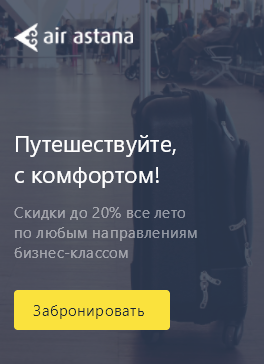 air astana
Путешествуйте,
с комфортом!
Скидки до 20% все лето
по любым направлениям
бизнес-классом
Забронировать